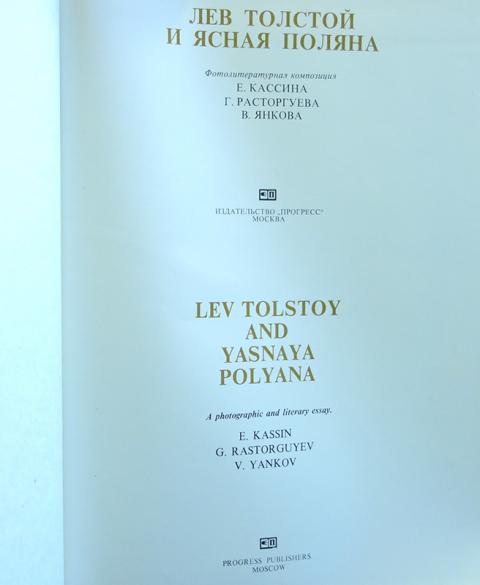 ЛЕВ ТОЛСТОЙ
И ЯСНАЯ ПОЛЯНА
Фотолитературная композиция
Е. КАССИНА
Г. РАСТОРГУЕВА
В. ЯНКОВА
ИЗДАТЕЛЬСТВО „ПРОГРЕСС“
МОСКВА
LEV TOLSTOY
AND
YASNAYA
POLYANA
A photographic and literary essay.
E. KASSIN
G. RASTORGUYEV
V. YANKOV
PROGRESS PUBLISHERS
MOSCOW